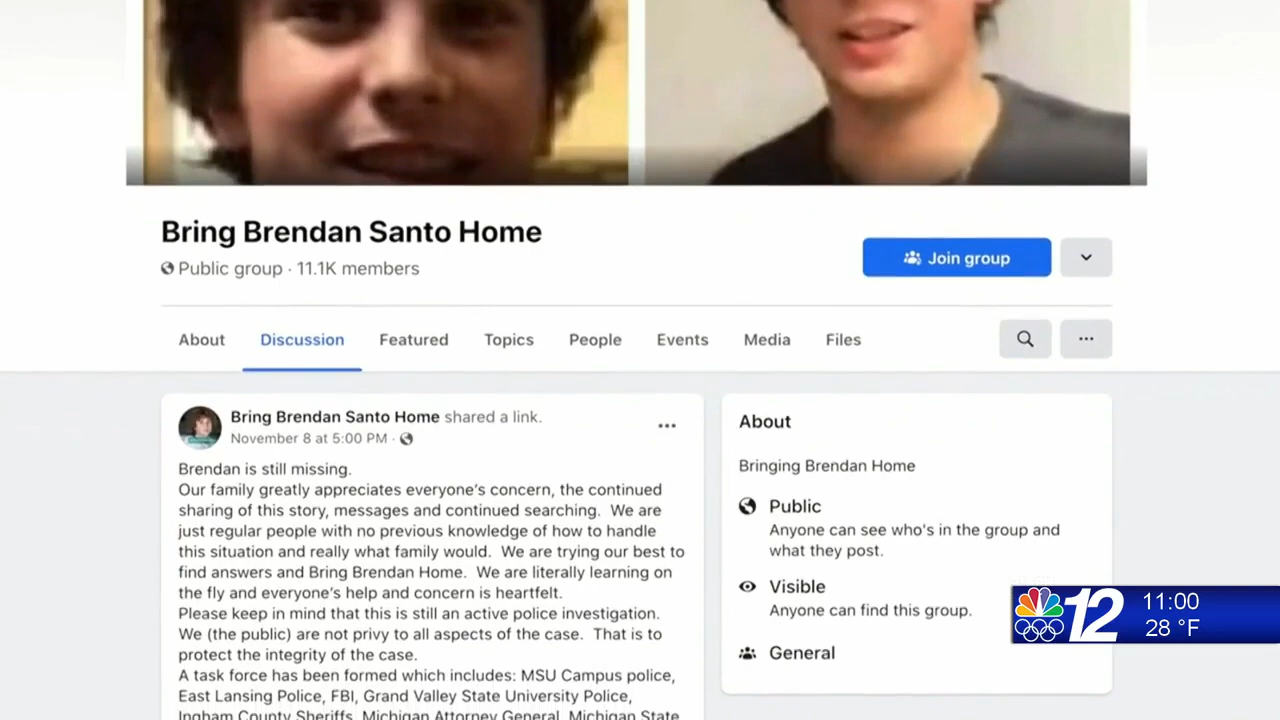 Bring Brendan Santo Home
Public group · 11.1K members
Join group
About
Discussion
Featured
Topics
People
Events
Media
Files
Bring Brendan Santo Home shared a link.
November 8 at 5:00 PM ·
Brendan is still missing.
Our family greatly appreciates everyone's concern, the continued
sharing of this story, messages and continued searching. We are
just regular people with no previous knowledge of how to handle
this situation and really what family would. We are trying our best to
find answers and Bring Brendan Home. We are literally learning on
the fly and everyone's help and concern is heartfelt.
Please keep in mind that this is still an active police investigation.
We (the public) are not privy to all aspects of the case. That is to
protect the integrity of the case.
A task force has been formed which includes: MSU Campus police,
East Lansing Police, FBI, Grand Valley State University Police,
Ingham County Sheriffs, Michigan Attorney General, Michigan State
About
Bringing Brendan Home
Public
Anyone can see who's in the group and
what they post.
Visible
Anyone can find this group.
General
12
11:00
28 °F